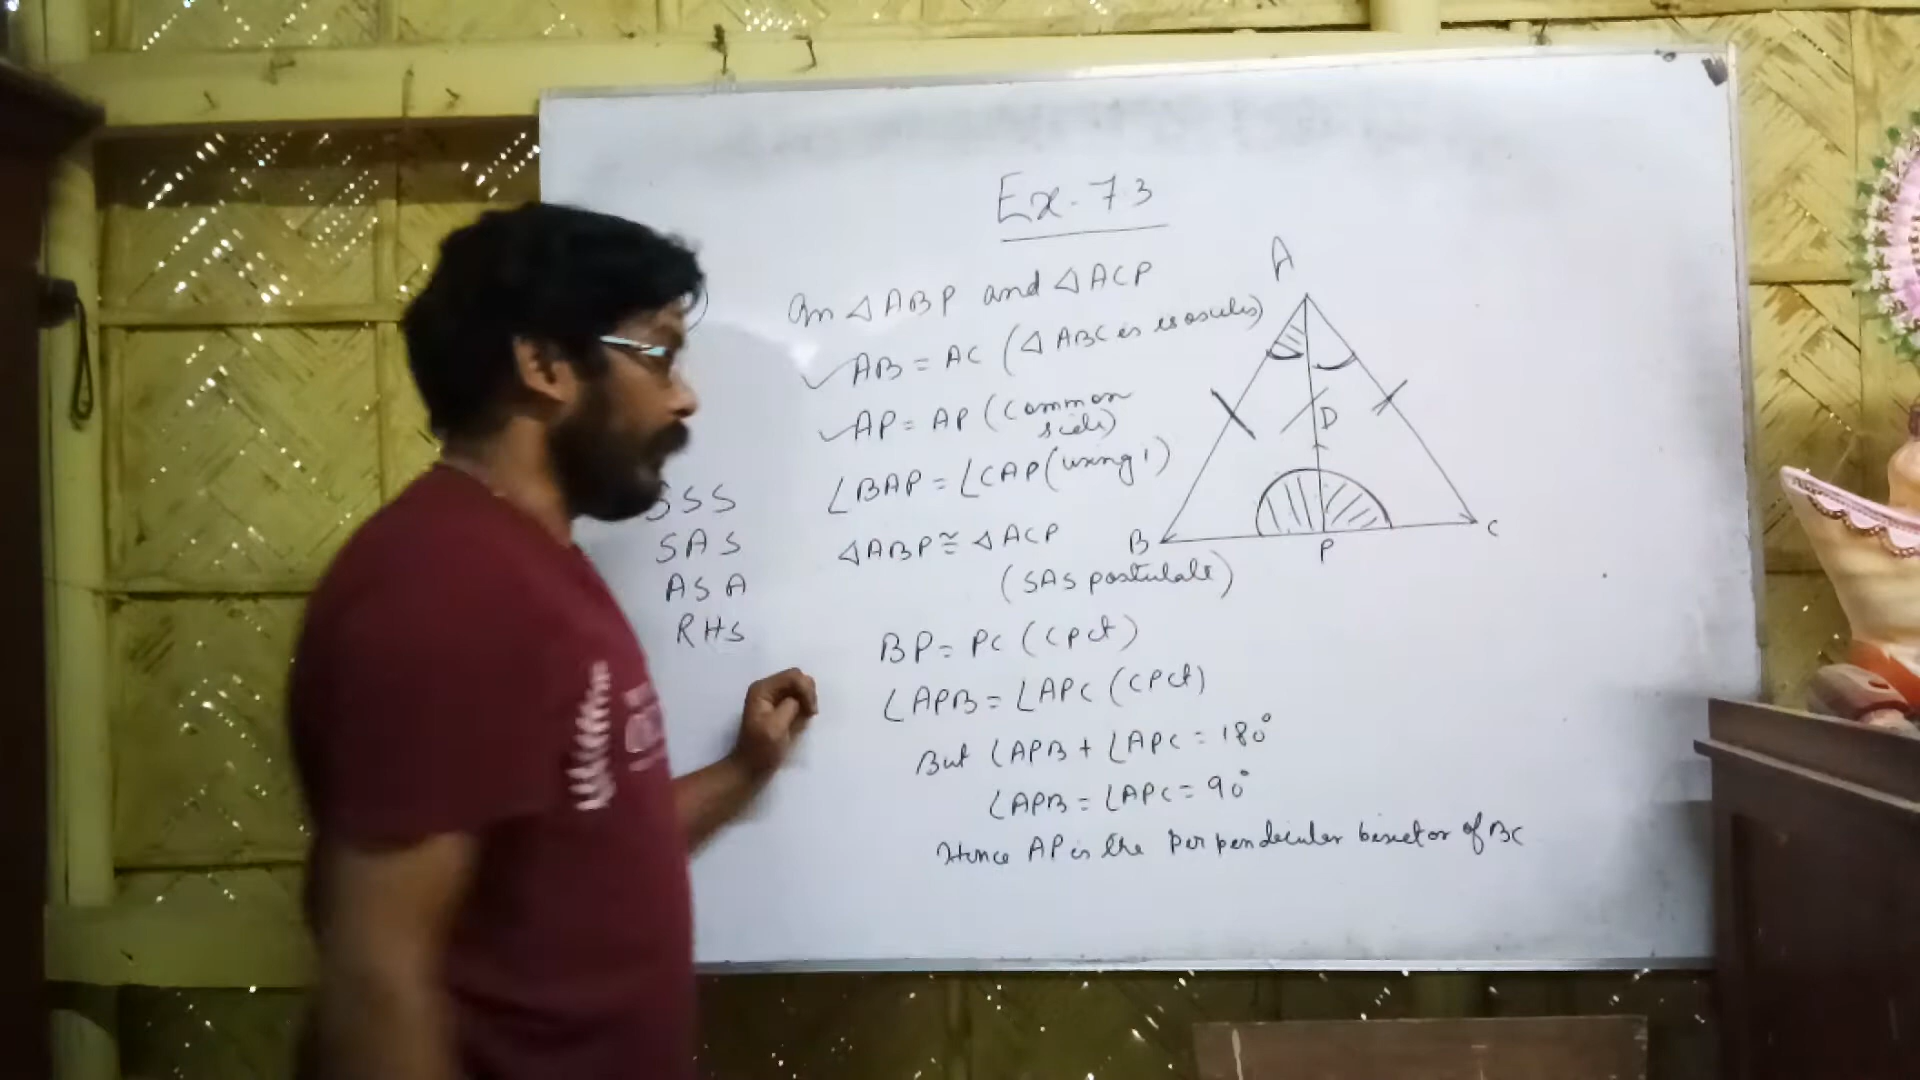 Ex. 7.3
In △ABP and △ACP
AB = AC (△ABC is isosules)
AP = AP (Common
side)
∠BAP = ∠CAP (using 1)
△ABP ≅ △ACP
(SAS postulate)
BP = PC (cpct)
∠APB = ∠APC (cpct)
But ∠APB + ∠APC = 180°
∠APB = ∠APC = 90°
Hence AP is the perpendicular bisector of BC
SSS
SAS
ASA
RHS
A
D
B
P
C